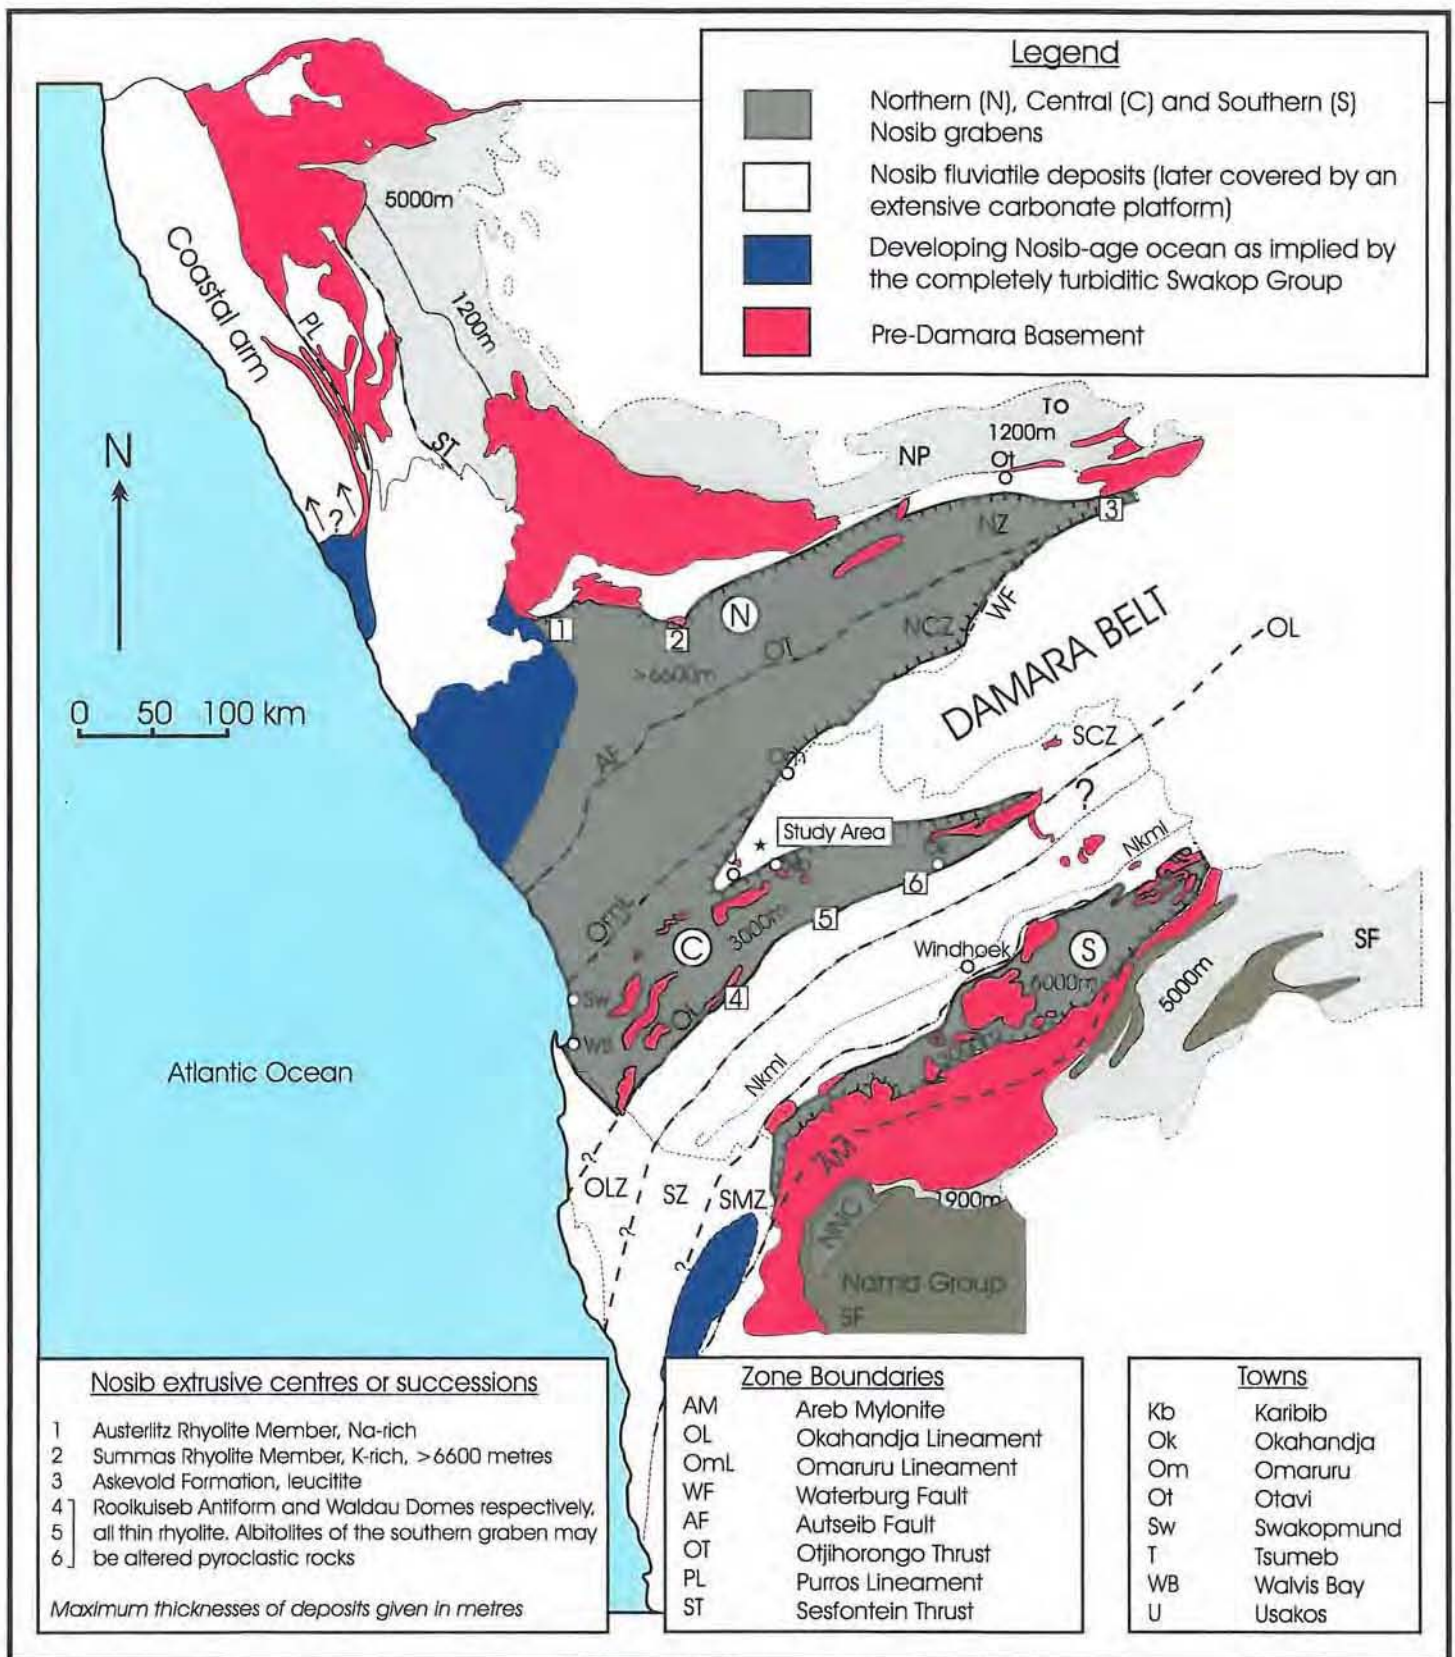 Legend
Northern (N), Central (C) and Southern (S)
Nosib grabens
Nosib fluviatile deposits (later covered by an
extensive carbonate platform)
Developing Nosib-age ocean as implied by
the completely turbiditic Swakop Group
Pre-Damara Basement
5000m
Coastal arm
1200m
PL
ST
N
?
TO
1200m
NP
Ot
NZ
3
1
2
N
OT
NCZ
WF
>6600m
DAMARA BELT
OL
0 50 100 km
AF
Om
SCZ
?
Study Area
Nkml
6
OmL
3000m
5
C
Windhoek
S
SF
6000m
5000m
Sw
4
OL
WB
Nkml
Atlantic Ocean
AM
?
OLZ
SZ
SMZ
1900m
NNC
?
?
Nama Group
SF
Nosib extrusive centres or successions
1 Austerlitz Rhyolite Member, Na-rich
2 Summas Rhyolite Member, K-rich, >6600 metres
3 Askevold Formation, leucitite
4 Roolkuiseb Antiform and Waldau Domes respectively,
5 all thin rhyolite. Albitolites of the southern graben may
6 be altered pyroclastic rocks
Maximum thicknesses of deposits given in metres
Zone Boundaries
AM Areb Mylonite
OL Okahandja Lineament
OmL Omaruru Lineament
WF Waterburg Fault
AF Autseib Fault
OT Otjihorongo Thrust
PL Purros Lineament
ST Sesfontein Thrust
Towns
Kb Karibib
Ok Okahandja
Om Omaruru
Ot Otavi
Sw Swakopmund
T Tsumeb
WB Walvis Bay
U Usakos